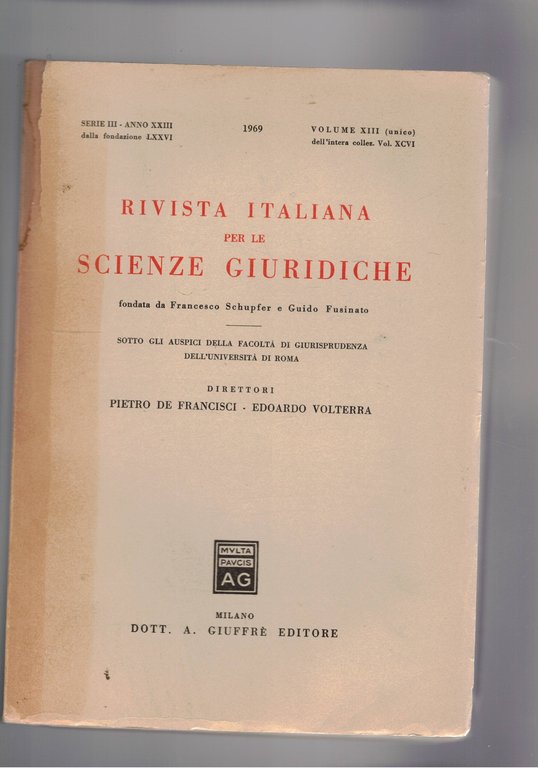 SERIE III - ANNO XXIII
dalla fondazione LXXVI
1969
VOLUME XIII (unico)
dell'intera collez. Vol. XCVI
RIVISTA ITALIANA
PER LE
SCIENZE GIURIDICHE
fondata da Francesco Schupfer e Guido Fusinato
SOTTO GLI AUSPICI DELLA FACOLTÀ DI GIURISPRUDENZA
DELL'UNIVERSITÀ DI ROMA
DIRETTORI
PIETRO DE FRANCISCI - EDOARDO VOLTERRA
MVLTA
PAVCIS
AG
MILANO
DOTT. A. GIUFFRÈ EDITORE